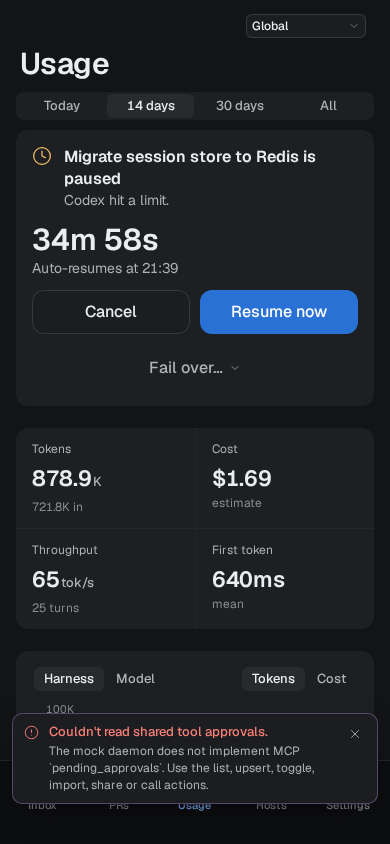 Global
Usage
Today 14 days 30 days All
Migrate session store to Redis is
paused
Codex hit a limit.
34m 58s
Auto-resumes at 21:39
Cancel Resume now
Fail over...
Tokens
878.9K
721.8K in
Cost
$1.69
estimate
Throughput
65tok/s
25 turns
First token
640ms
mean
Harness Model Tokens Cost
100K
Couldn't read shared tool approvals.
The mock daemon does not implement MCP
`pending_approvals`. Use the list, upsert, toggle,
import, share or call actions.
Inbox PRs Usage Hosts Settings